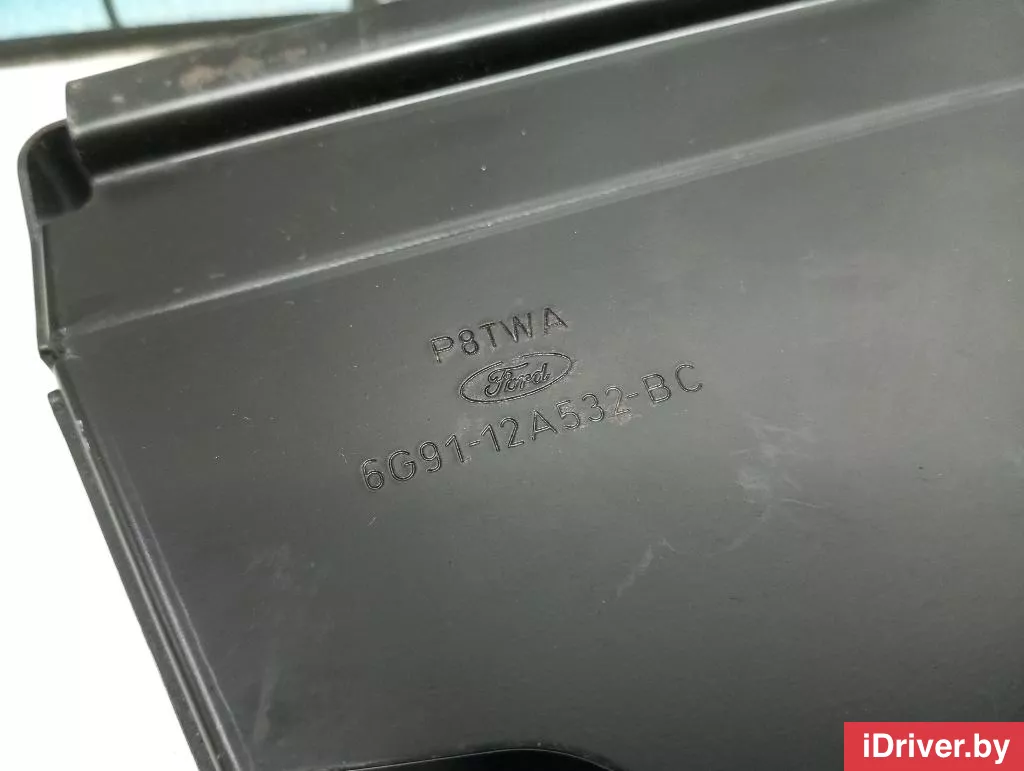 P8TWA
Ford
6G91-12A532-BC
iDriver.by